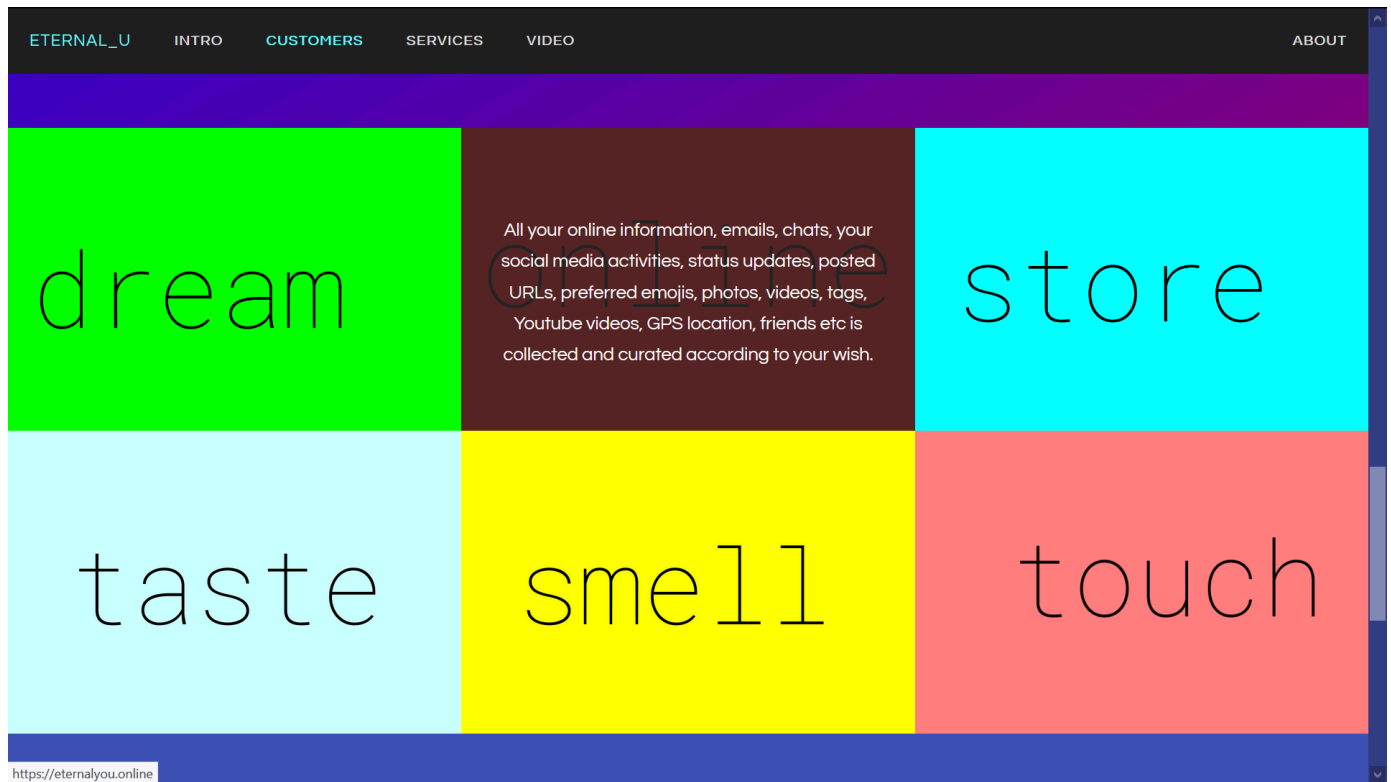 ETERNAL_U INTRO CUSTOMERS SERVICES VIDEO ABOUT
dream
online
All your online information, emails, chats, your
social media activities, status updates, posted
URLs, preferred emojis, photos, videos, tags,
Youtube videos, GPS location, friends etc is
collected and curated according to your wish.
store
taste
smell
touch
https://eternalyou.online